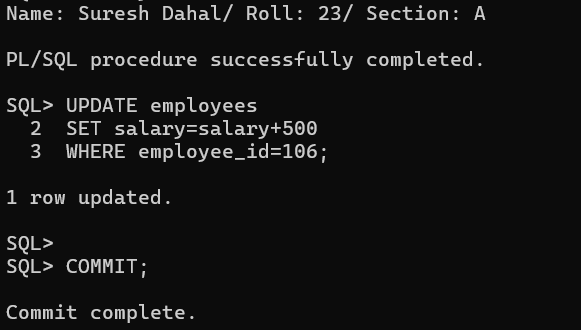 Name: Suresh Dahal/ Roll: 23/ Section: A
PL/SQL procedure successfully completed.
SQL> UPDATE employees
2 SET salary=salary+500
3 WHERE employee_id=106;
1 row updated.
SQL>
SQL> COMMIT;
Commit complete.